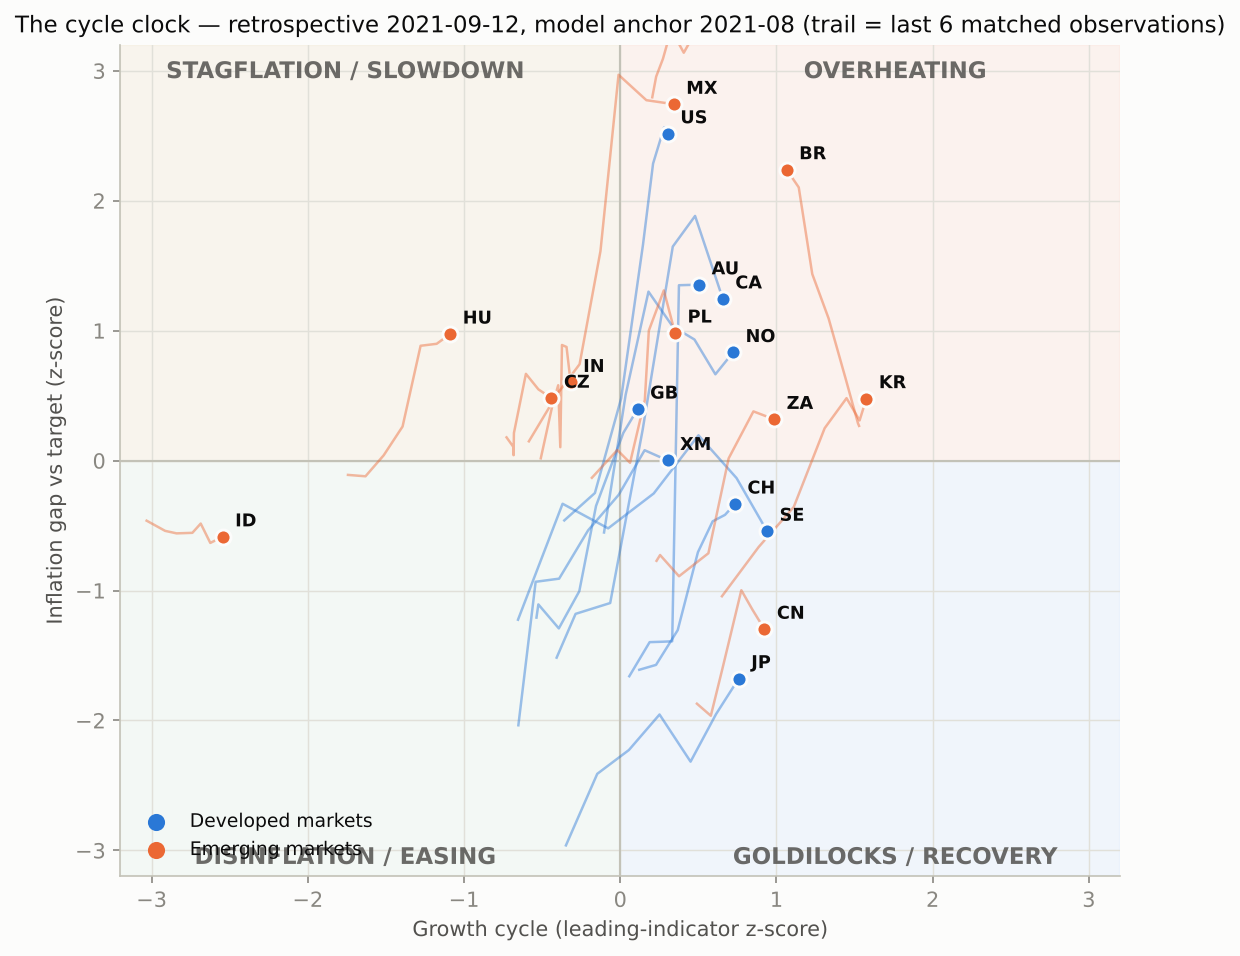 The cycle clock — retrospective 2021-09-12, model anchor 2021-08 (trail = last 6 matched observations)
STAGFLATION / SLOWDOWN
OVERHEATING
MX
US
BR
AU
CA
HU
PL
NO
IN
CZ
KR
GB
ZA
XM
CH
SE
ID
CN
JP
Developed markets
Emerging markets
DISINFLATION / EASING
GOLDILOCKS / RECOVERY
3
2
1
0
−1
−2
−3
−3
−2
−1
0
1
2
3
Inflation gap vs target (z-score)
Growth cycle (leading-indicator z-score)